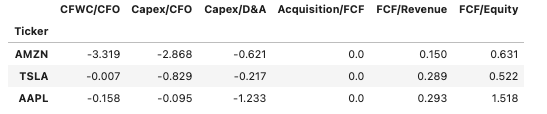 CFWC/CFO Capex/CFO Capex/D&A Acquisition/FCF FCF/Revenue FCF/Equity
Ticker
AMZN -3.319 -2.868 -0.621 0.0 0.150 0.631
TSLA -0.007 -0.829 -0.217 0.0 0.289 0.522
AAPL -0.158 -0.095 -1.233 0.0 0.293 1.518